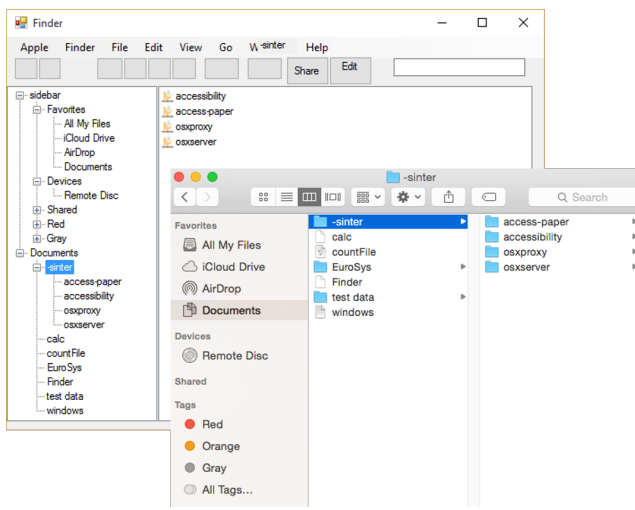 Finder
Apple Finder File Edit View Go W -sinter Help
Share Edit
sidebar
Favorites
All My Files
iCloud Drive
AirDrop
Documents
Devices
Remote Disc
Shared
Red
Gray
Documents
-sinter
access-paper
accessibility
osxproxy
osxserver
calc
countFile
EuroSys
Finder
test data
windows
accessibility
access-paper
osxproxy
osxserver
-sinter
Search
Favorites
All My Files
iCloud Drive
AirDrop
Documents
Devices
Remote Disc
Shared
Tags
Red
Orange
Gray
All Tags...
-sinter
calc
countFile
EuroSys
Finder
test data
windows
access-paper
accessibility
osxproxy
osxserver